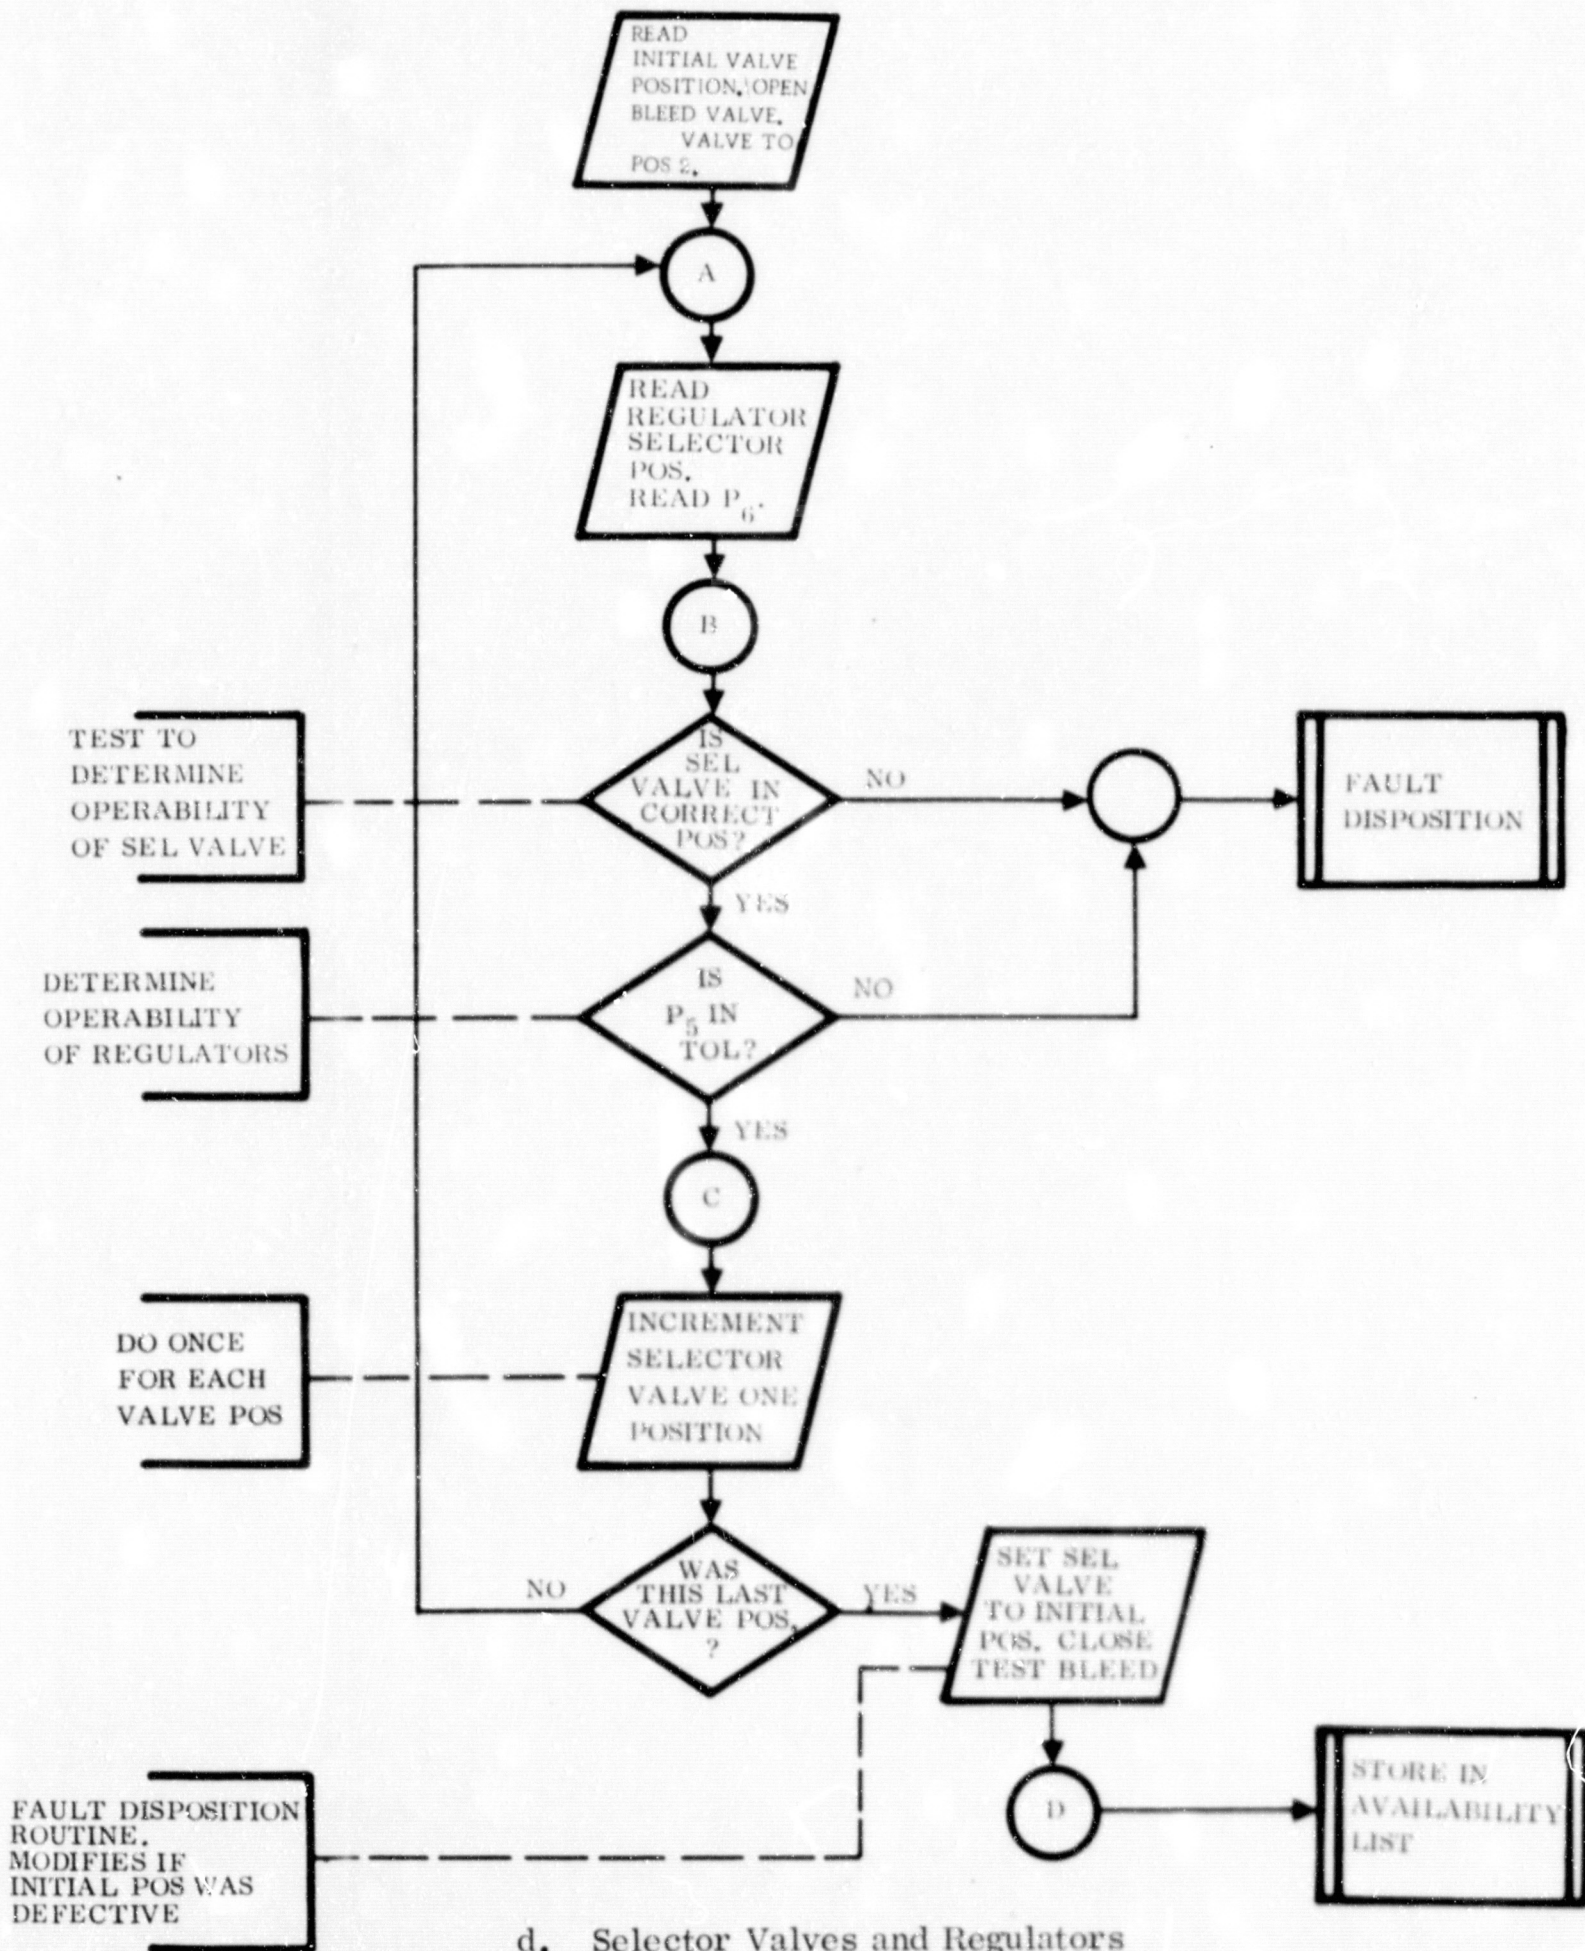 READ
INITIAL VALVE
POSITION. OPEN
BLEED VALVE.
VALVE TO
POS 2.
A
READ
REGULATOR
SELECTOR
POS.
READ P6.
B
TEST TO
DETERMINE
OPERABILITY
OF SEL VALVE
IS
SEL
VALVE IN
CORRECT
POS?
NO
FAULT
DISPOSITION
YES
DETERMINE
OPERABILITY
OF REGULATORS
IS
P5 IN
TOL?
NO
YES
C
DO ONCE
FOR EACH
VALVE POS
INCREMENT
SELECTOR
VALVE ONE
POSITION
NO
WAS
THIS LAST
VALVE POS.
?
YES
SET SEL
VALVE
TO INITIAL
POS. CLOSE
TEST BLEED
FAULT DISPOSITION
ROUTINE.
MODIFIES IF
INITIAL POS WAS
DEFECTIVE
D
STORE IN
AVAILABILITY
LIST
d. Selector Valves and Regulators